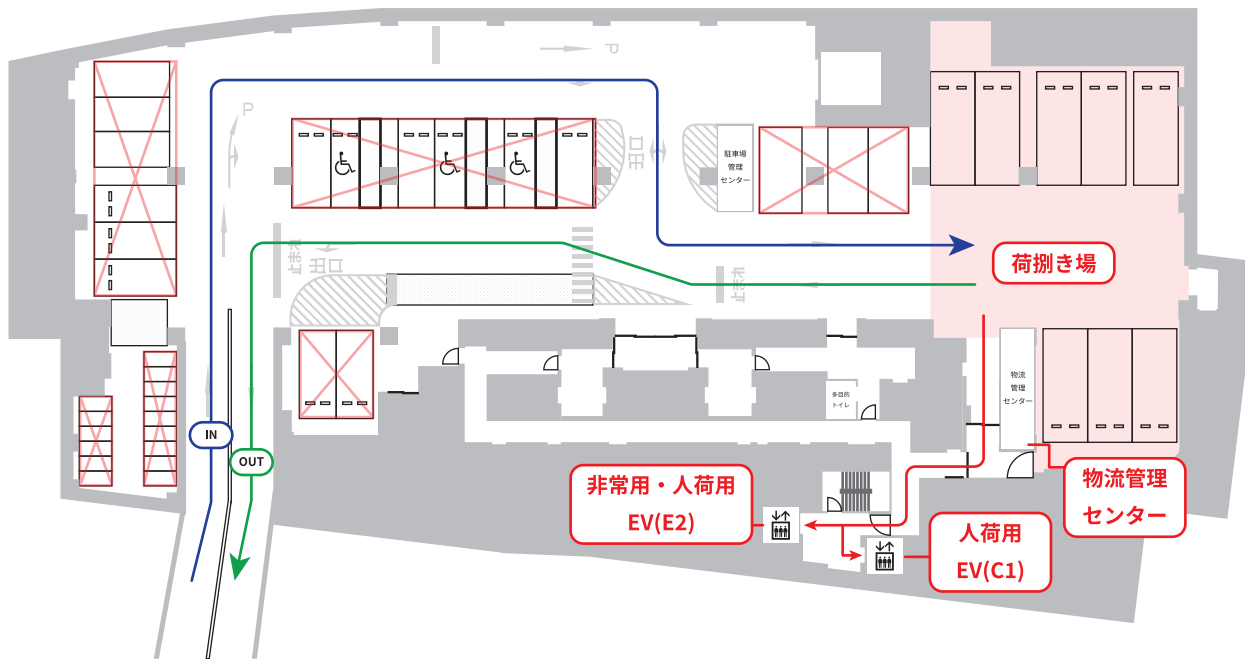 P
P
出口
駐車場
管理
センター
止まれ
出口
止まれ
荷捌き場
物流
管理
センター
多目的
トイレ
IN
OUT
非常用・人荷用
EV(E2)
物流管理
センター
人荷用
EV(C1)